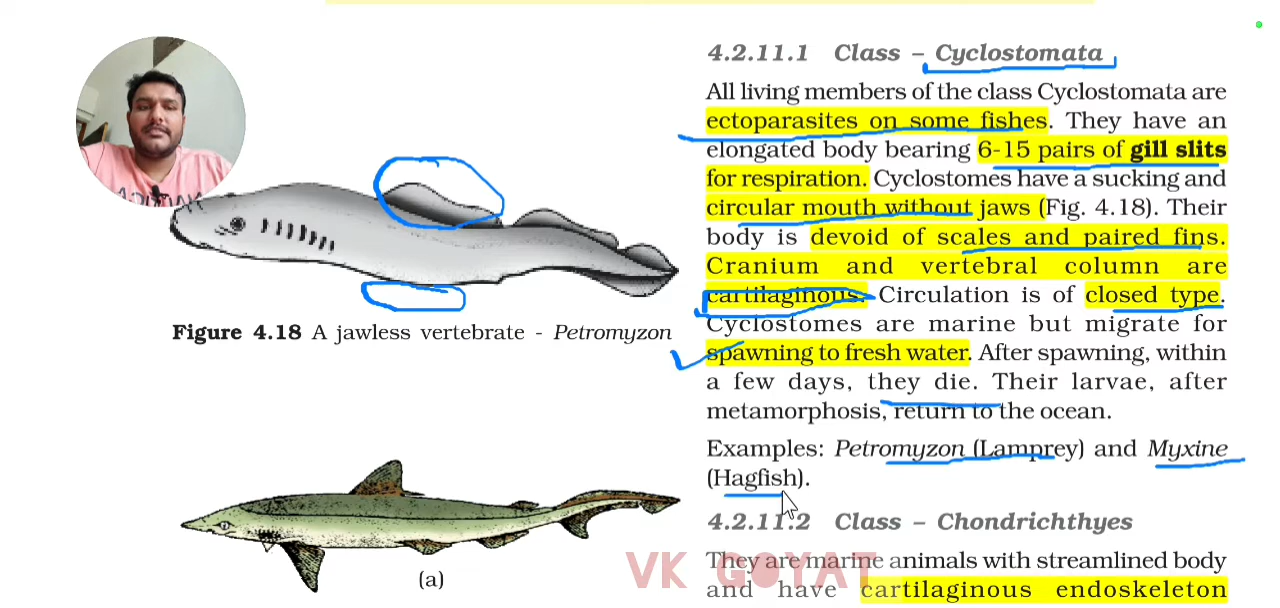 4.2.11.1 Class – Cyclostomata
All living members of the class Cyclostomata are
ectoparasites on some fishes. They have an
elongated body bearing 6-15 pairs of gill slits
for respiration. Cyclostomes have a sucking and
circular mouth without jaws (Fig. 4.18). Their
body is devoid of scales and paired fins.
Cranium and vertebral column are
cartilaginous. Circulation is of closed type.
Cyclostomes are marine but migrate for
spawning to fresh water. After spawning, within
a few days, they die. Their larvae, after
metamorphosis, return to the ocean.
Examples: Petromyzon (Lamprey) and Myxine
(Hagfish).
Figure 4.18 A jawless vertebrate - Petromyzon
(a)
4.2.11.2 Class – Chondrichthyes
They are marine animals with streamlined body
and have cartilaginous endoskeleton
VK GOYAT